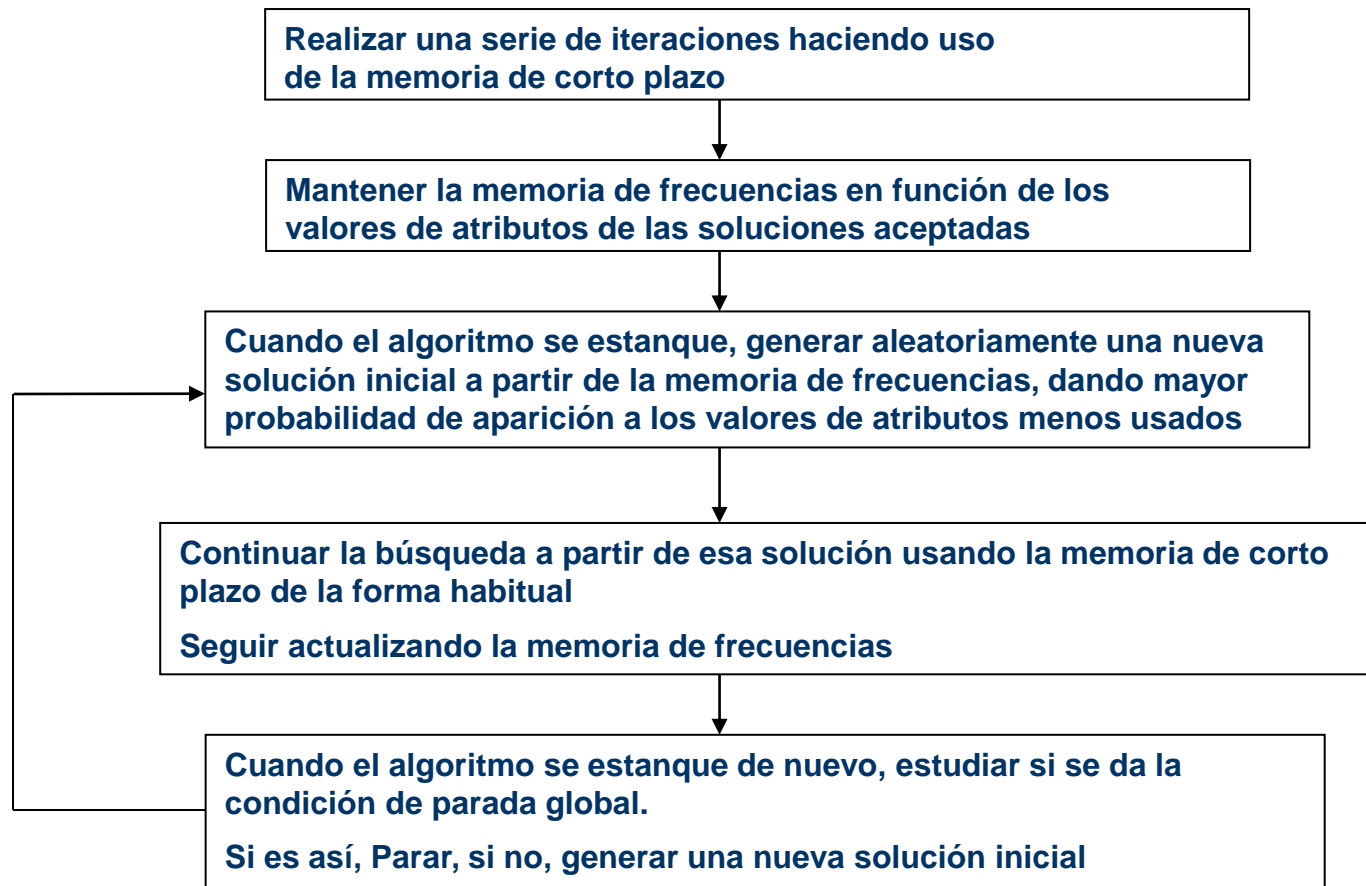 Realizar una serie de iteraciones haciendo uso
de la memoria de corto plazo
Mantener la memoria de frecuencias en función de los
valores de atributos de las soluciones aceptadas
Cuando el algoritmo se estanque, generar aleatoriamente una nueva
solución inicial a partir de la memoria de frecuencias, dando mayor
probabilidad de aparición a los valores de atributos menos usados
Continuar la búsqueda a partir de esa solución usando la memoria de corto
plazo de la forma habitual
Seguir actualizando la memoria de frecuencias
Cuando el algoritmo se estanque de nuevo, estudiar si se da la
condición de parada global.
Si es así, Parar, si no, generar una nueva solución inicial